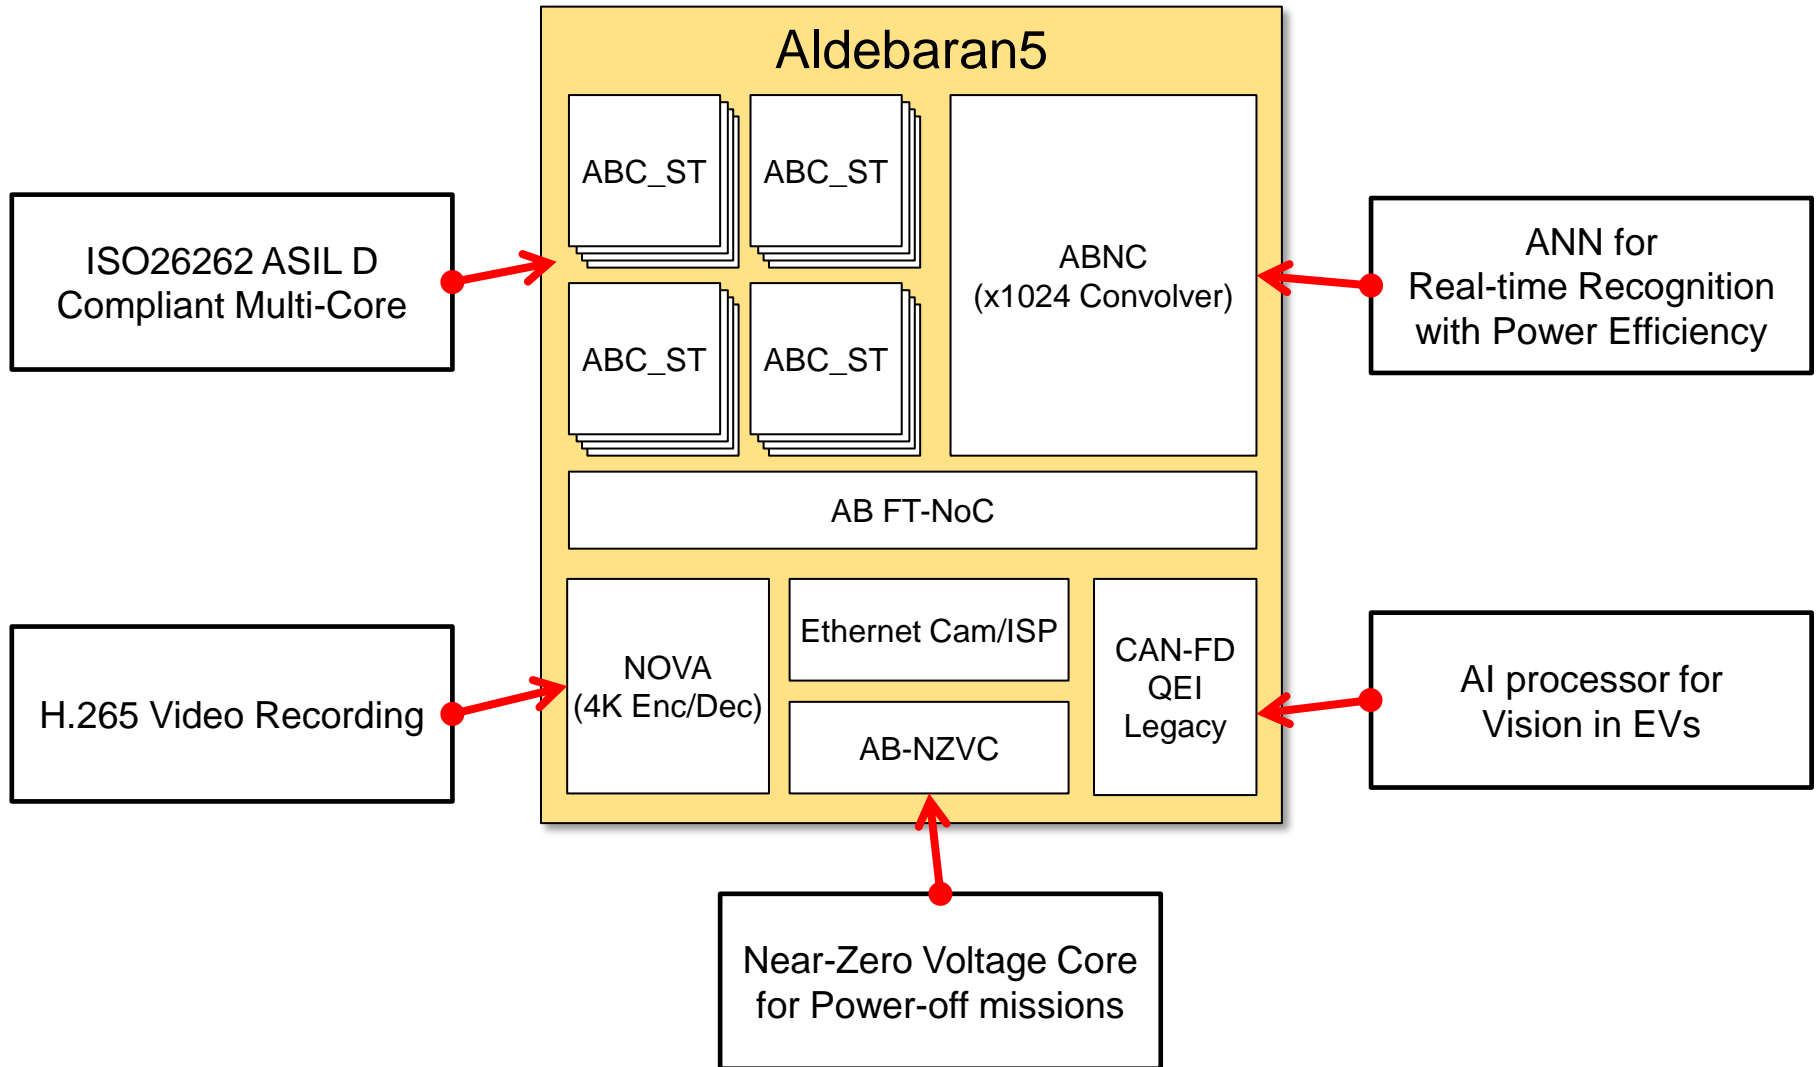 Aldebaran5
ABC_ST
ABC_ST
ABNC
(x1024 Convolver)
ABC_ST
ABC_ST
AB FT-NoC
NOVA
(4K Enc/Dec)
Ethernet Cam/ISP
AB-NZVC
CAN-FD
QEI
Legacy
ISO26262 ASIL D
Compliant Multi-Core
ANN for
Real-time Recognition
with Power Efficiency
H.265 Video Recording
AI processor for
Vision in EVs
Near-Zero Voltage Core
for Power-off missions